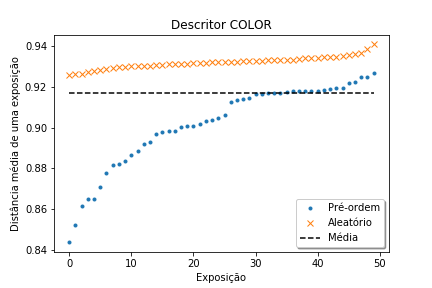 Descritor COLOR
Distância média de uma exposição
0.94
0.92
0.90
0.88
0.86
0.84
Pré-ordem
Aleatório
Média
0 10 20 30 40 50
Exposição